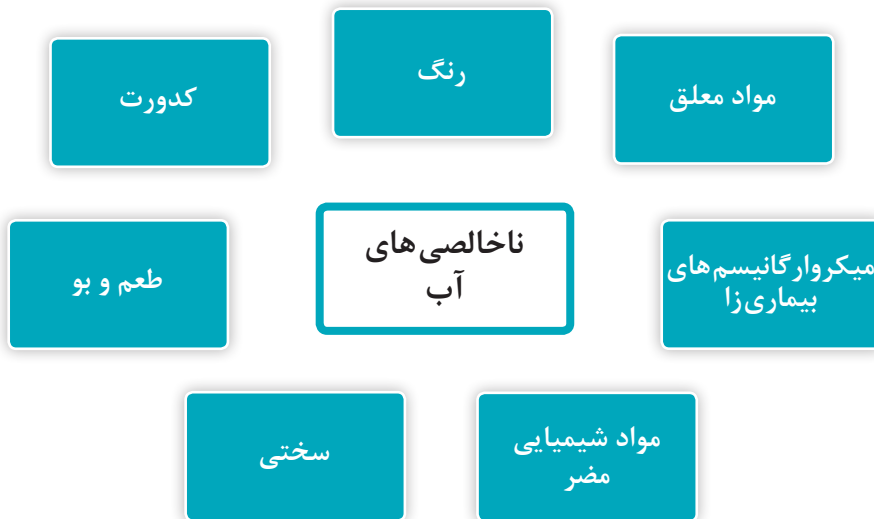 رنگ
مواد معلق
کدورت
ناخالصی‌های
آب
میکروارگانیسم‌های
بیماری‌زا
طعم و بو
مواد شیمیایی
مضر
سختی